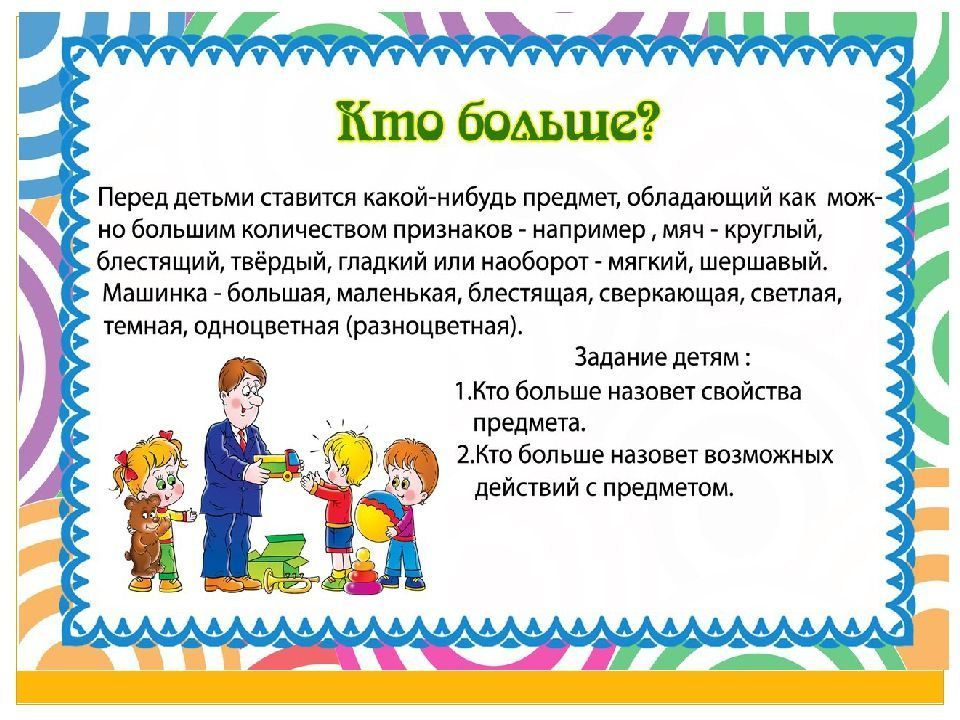 Кто больше?
Перед детьми ставится какой-нибудь предмет, обладающий как мож-
но большим количеством признаков - например , мяч - круглый,
блестящий, твёрдый, гладкий или наоборот - мягкий, шершавый.
Машинка - большая, маленькая, блестящая, сверкающая, светлая,
темная, одноцветная (разноцветная).
Задание детям :
1.Кто больше назовет свойства
предмета.
2.Кто больше назовет возможных
действий с предметом.